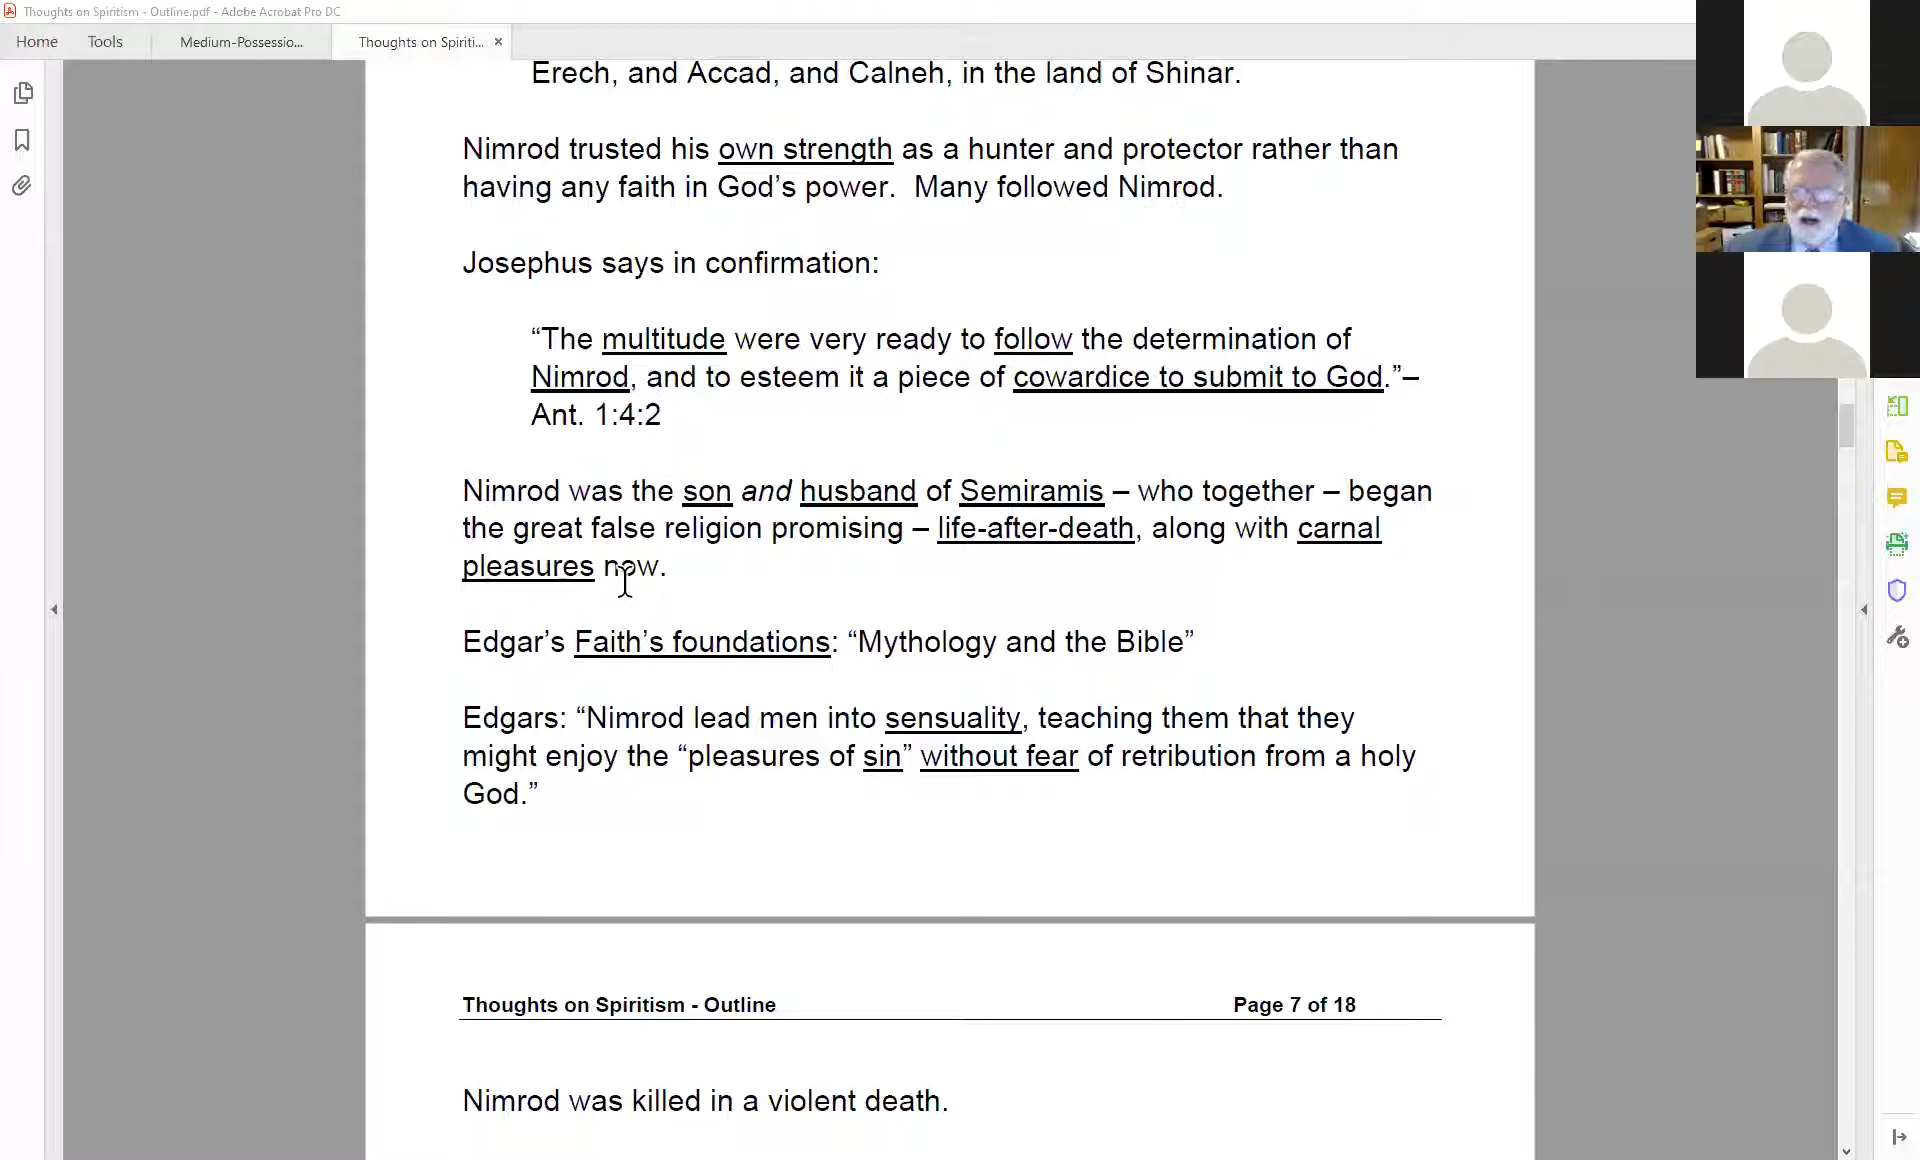 Thoughts on Spiritism - Outline.pdf - Adobe Acrobat Pro DC
Home
Tools
Medium-Possessio...
Thoughts on Spiriti...
Erech, and Accad, and Calneh, in the land of Shinar.
Nimrod trusted his own strength as a hunter and protector rather than
having any faith in God’s power.  Many followed Nimrod.
Josephus says in confirmation:
“The multitude were very ready to follow the determination of
Nimrod, and to esteem it a piece of cowardice to submit to God.”–
Ant. 1:4:2
Nimrod was the son and husband of Semiramis – who together – began
the great false religion promising – life-after-death, along with carnal
pleasures now.
Edgar’s Faith’s foundations: “Mythology and the Bible”
Edgars: “Nimrod lead men into sensuality, teaching them that they
might enjoy the “pleasures of sin” without fear of retribution from a holy
God.”
Thoughts on Spiritism - Outline Page 7 of 18
Nimrod was killed in a violent death.